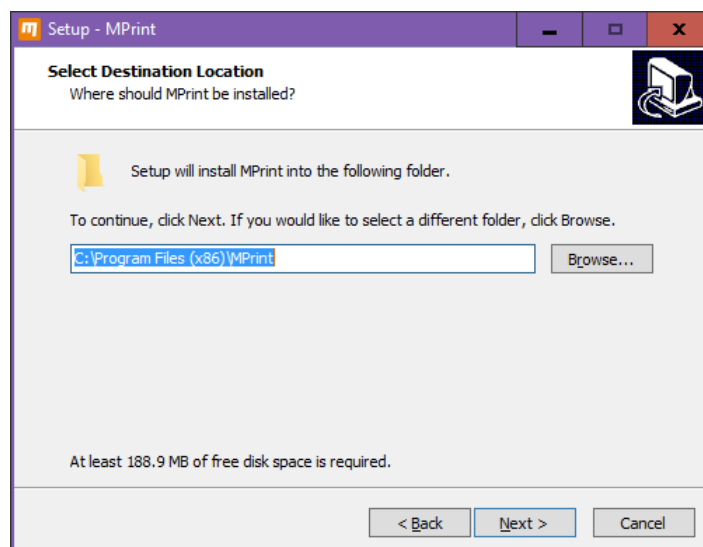 Setup - MPrint
Select Destination Location
Where should MPrint be installed?
Setup will install MPrint into the following folder.
To continue, click Next. If you would like to select a different folder, click Browse.
C:\Program Files (x86)\MPrint
Browse...
At least 188.9 MB of free disk space is required.
< Back
Next >
Cancel